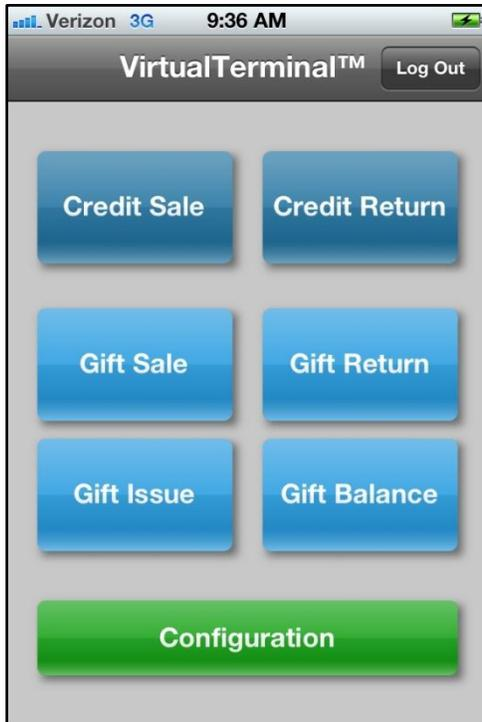 Verizon 3G 9:36 AM
VirtualTerminal™ Log Out
Credit Sale Credit Return
Gift Sale Gift Return
Gift Issue Gift Balance
Configuration